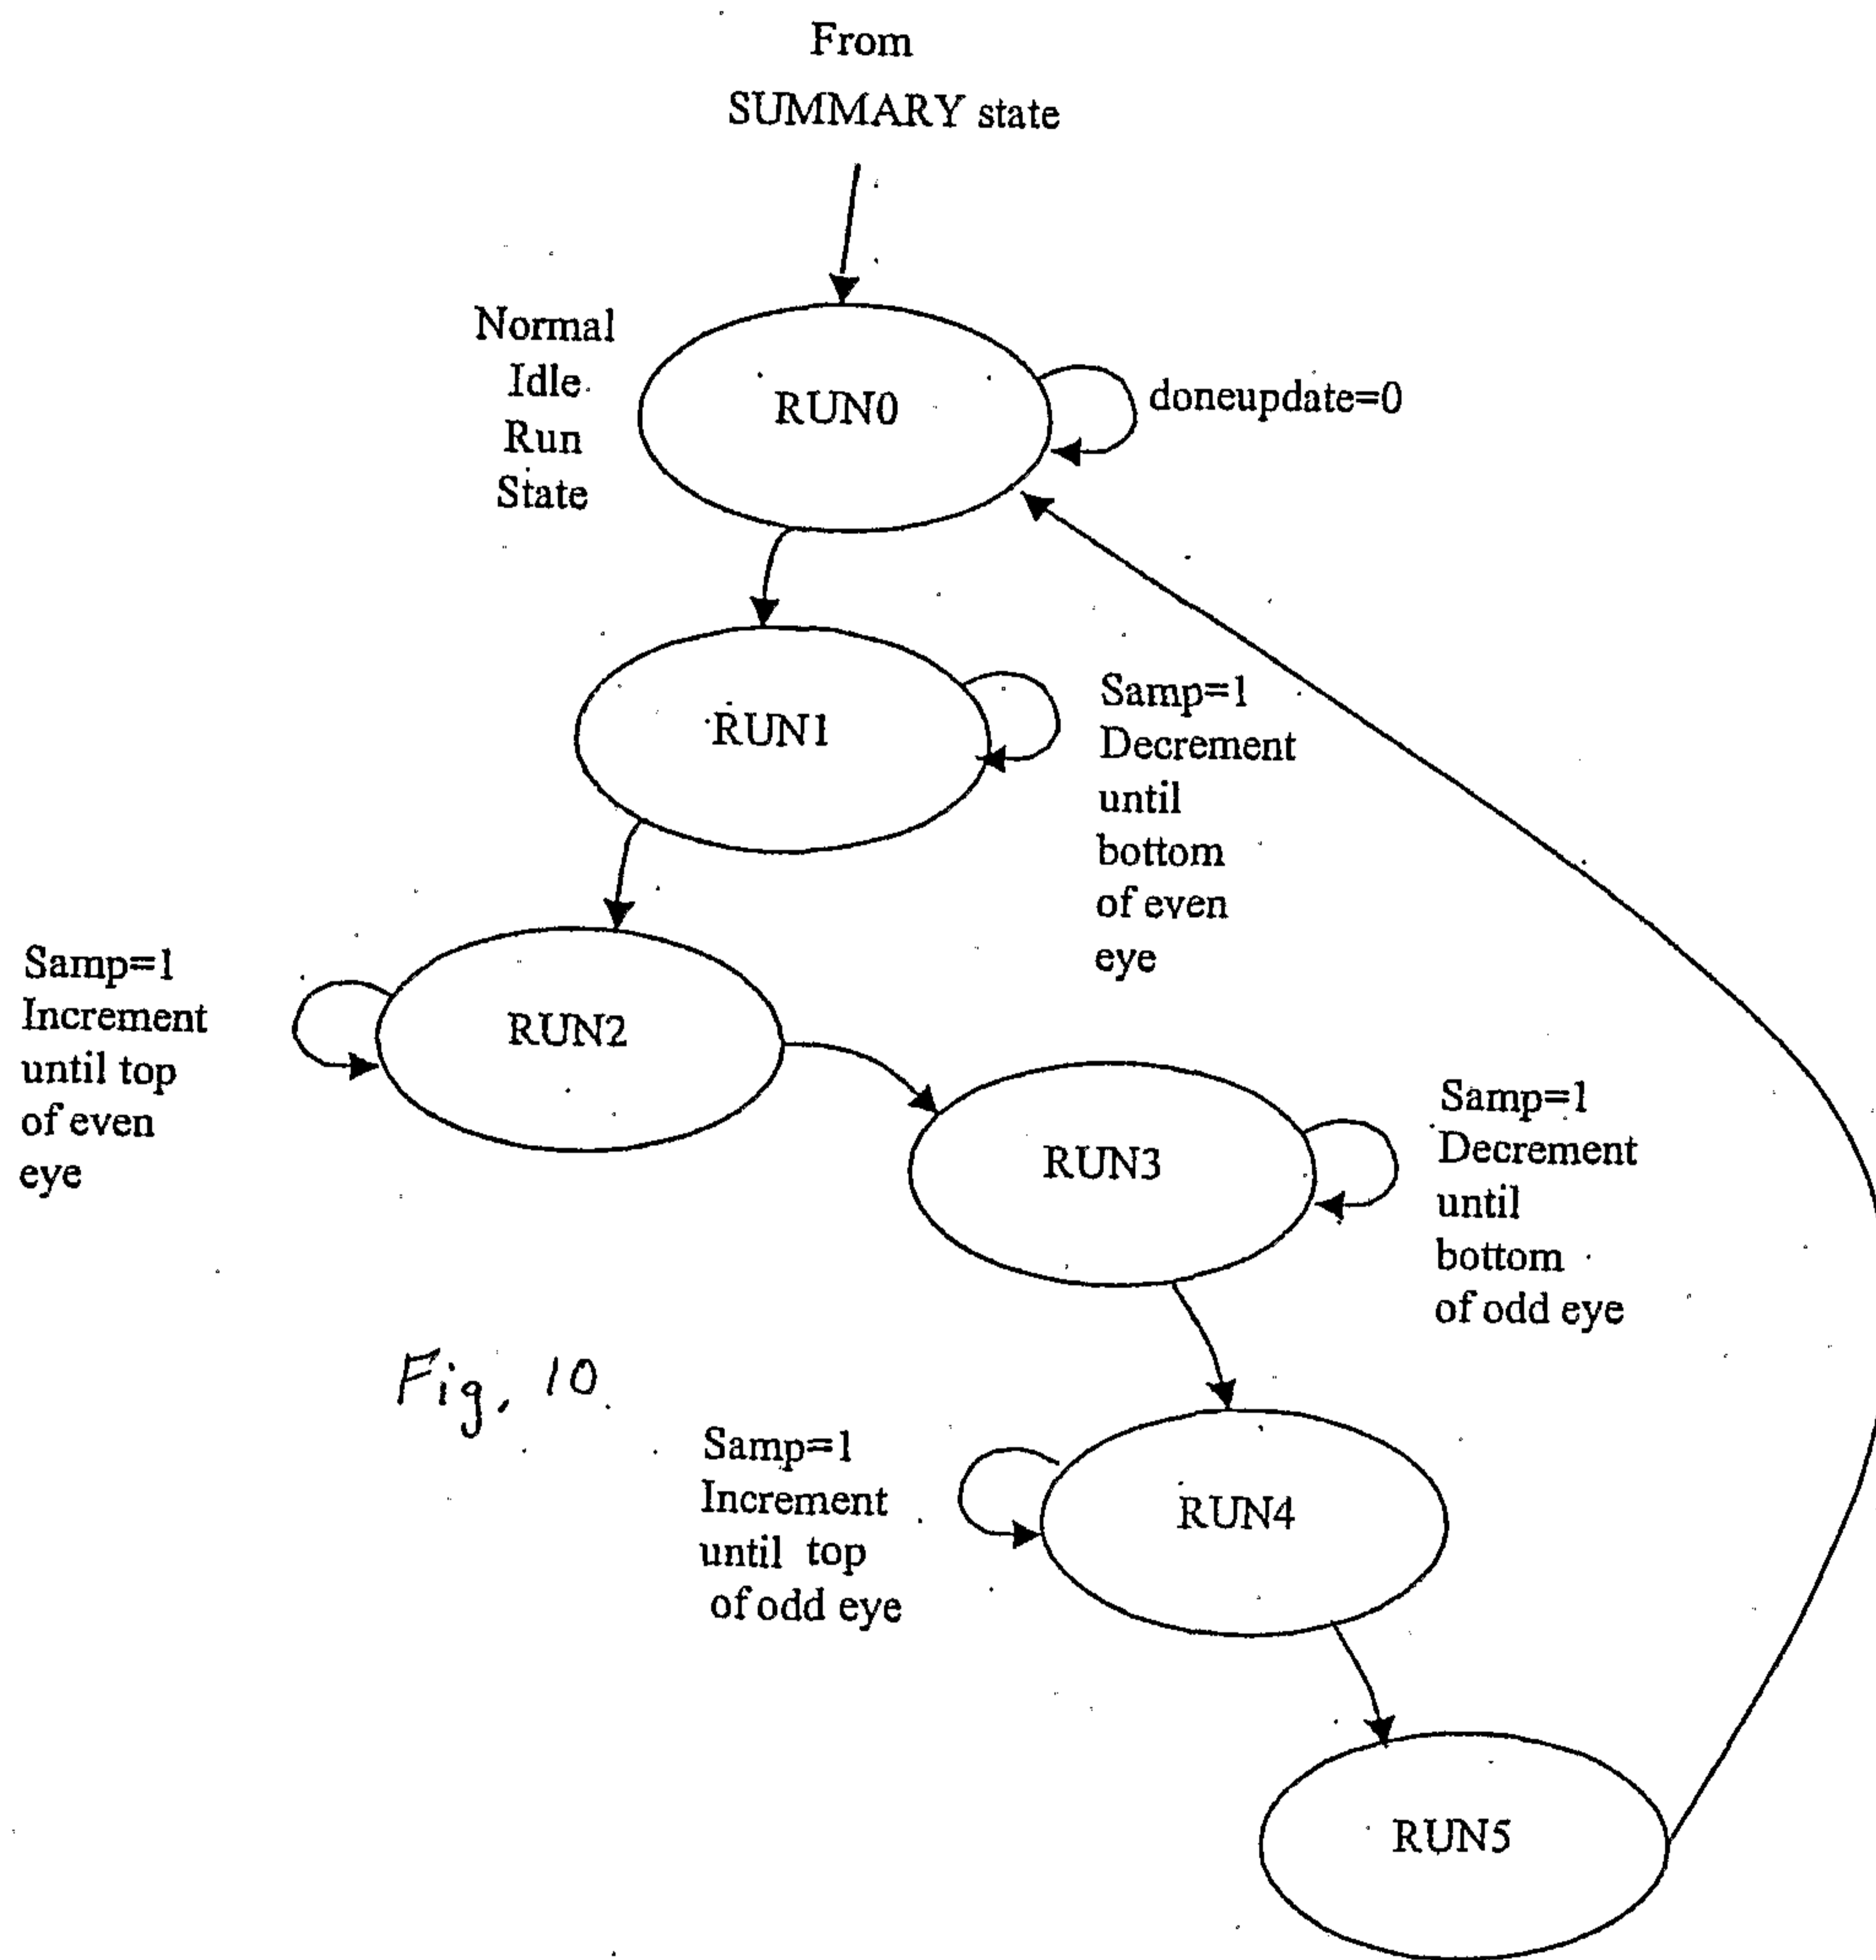 From
SUMMARY state
Normal
Idle
Run
State
RUN0
doneupdate=0
RUN1
Samp=1
Decrement
until
bottom
of even
eye
Samp=1
Increment
until top
of even
eye
RUN2
RUN3
Samp=1
Decrement
until
bottom
of odd eye
Fig. 10.
Samp=1
Increment
until top
of odd eye
RUN4
RUN5